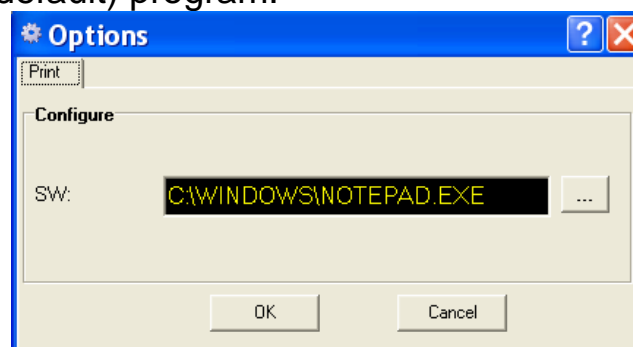 default) program.
Options
Print
Configure
SW: C:\WINDOWS\NOTEPAD.EXE ...
OK Cancel